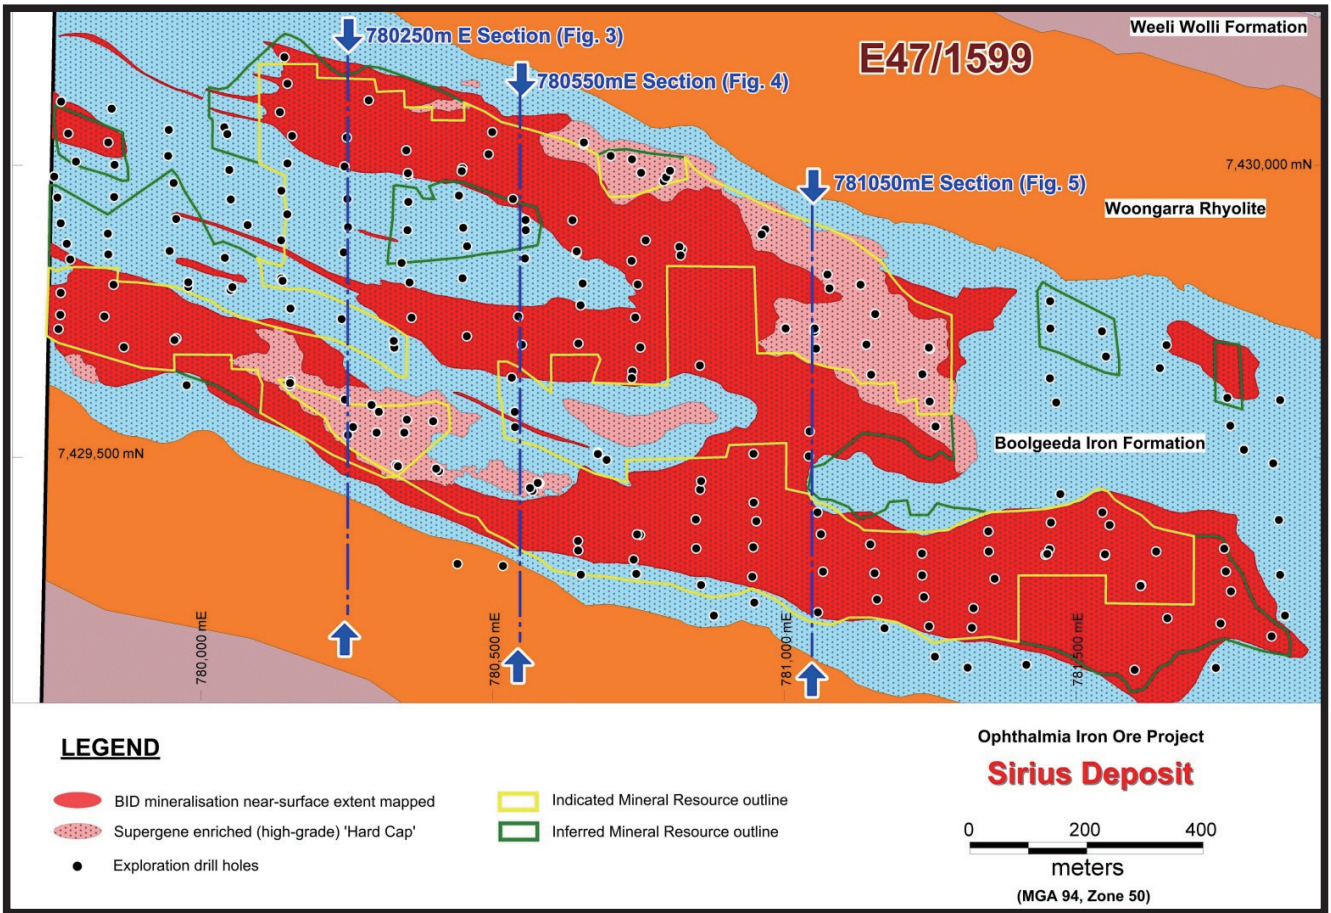 Weeli Wolli Formation
780250m E Section (Fig. 3)
E47/1599
780550mE Section (Fig. 4)
7,430,000 mN
781050mE Section (Fig. 5)
Woongarra Rhyolite
Boolgeeda Iron Formation
7,429,500 mN
780,000 mE
780,500 mE
781,000 mE
781,500 mE
LEGEND
BID mineralisation near-surface extent mapped
Supergene enriched (high-grade) 'Hard Cap'
Exploration drill holes
Indicated Mineral Resource outline
Inferred Mineral Resource outline
Ophthalmia Iron Ore Project
Sirius Deposit
0 200 400
meters
(MGA 94, Zone 50)